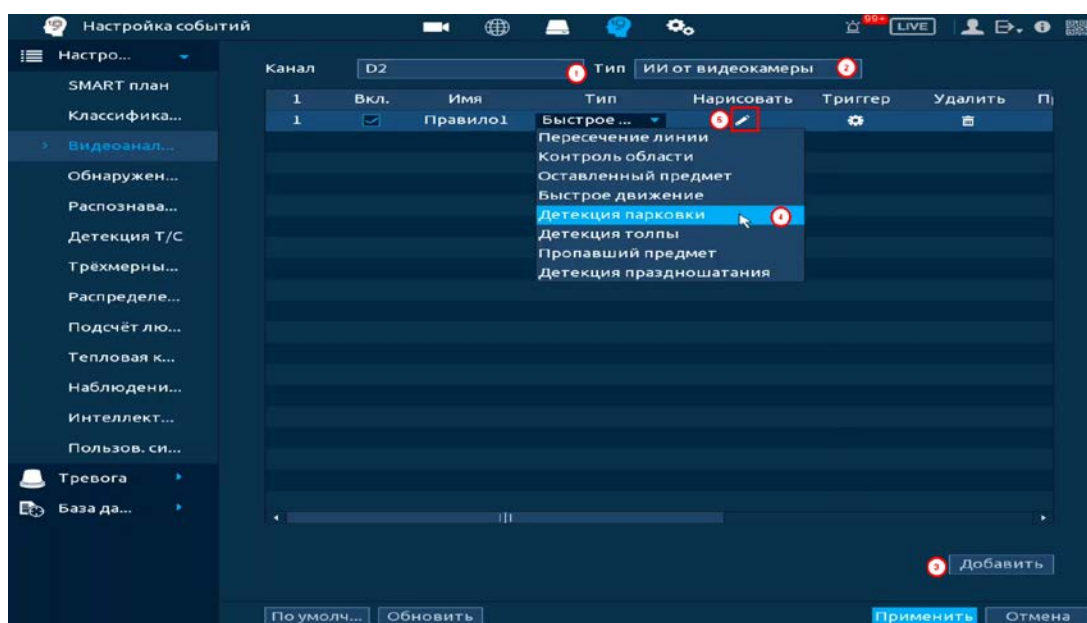 Настройка событий 99+ LIVE
Настро...
Канал D2 1 Тип ИИ от видеокамеры 2
SMART план
1 Вкл. Имя Тип Нарисовать Триггер Удалить
Классифика...
1 Правило1 Быстрое ... 5
Пересечение линии
Видеоанал...
Контроль области
Обнаружен...
Оставленный предмет
Быстрое движение
Распознава...
Детекция парковки 4
Детекция Т/С
Детекция толпы
Пропавший предмет
Трёхмерны...
Детекция праздношатания
Распределе...
Подсчёт лю...
Тепловая к...
Наблюдени...
Интеллект...
Пользов. си...
Тревога
База да...
3 Добавить
По умолч... Обновить Применить Отмена